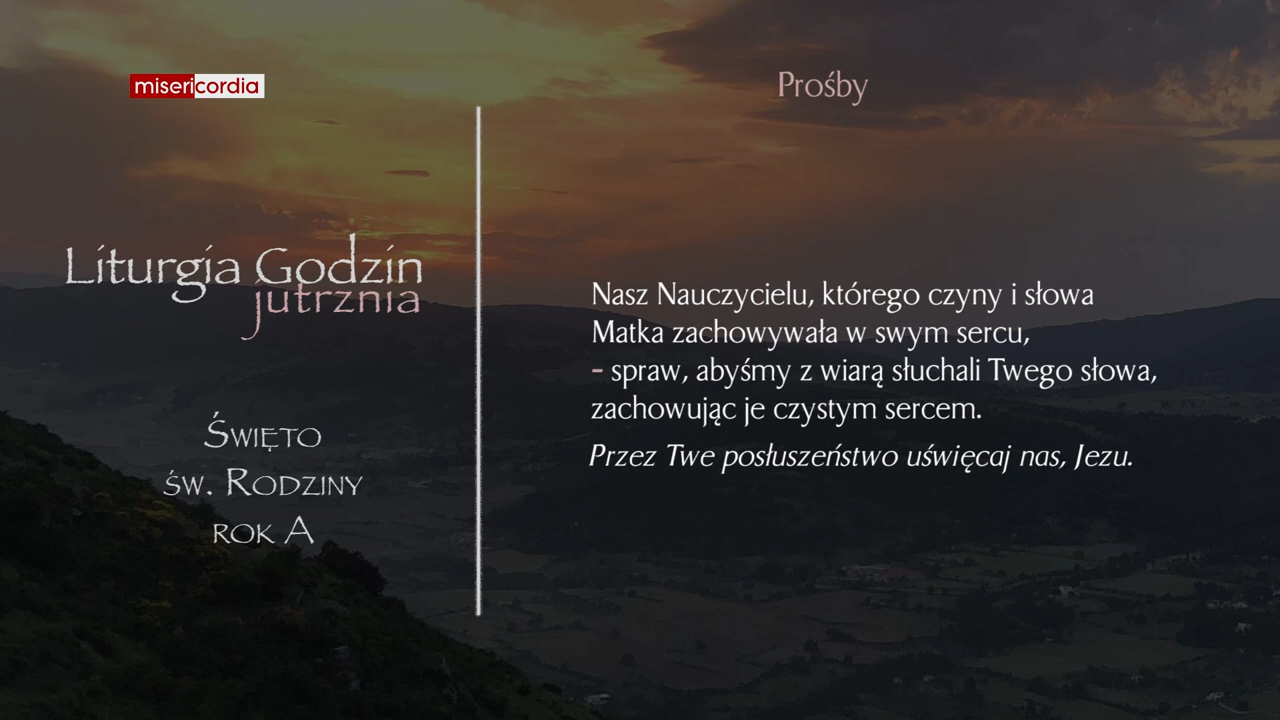 misericordia
Liturgia Godzin
jutrznia
Święto
św. Rodziny
rok A
Prośby
Nasz Nauczycielu, którego czyny i słowa
Matka zachowywała w swym sercu,
- spraw, abyśmy z wiarą słuchali Twego słowa,
zachowując je czystym sercem.
Przez Twe posłuszeństwo uświęcaj nas, Jezu.